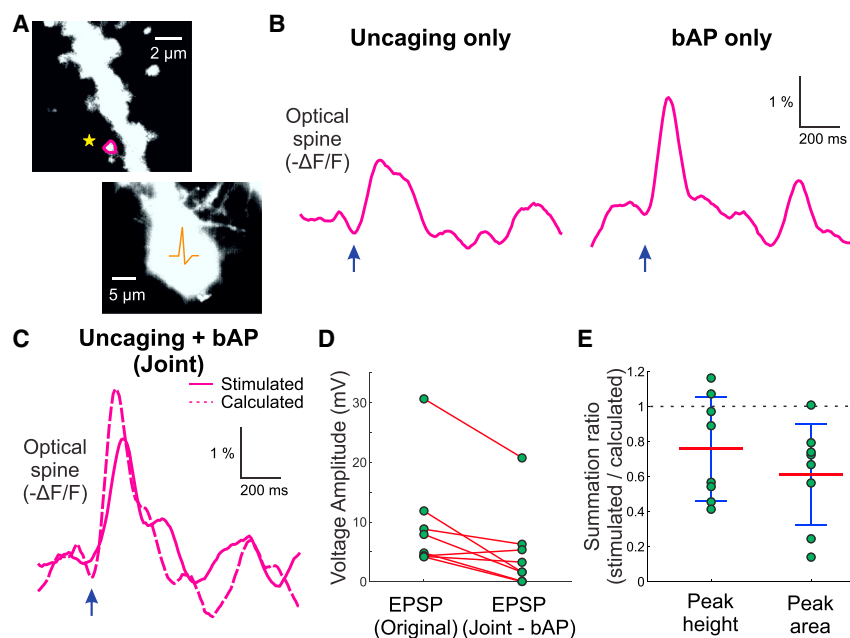 A
2 µm
5 µm
B
Uncaging only
bAP only
Optical
spine
(-ΔF/F)
1 %
200 ms
C
Uncaging + bAP
(Joint)
Stimulated
Calculated
Optical
spine
(-ΔF/F)
1 %
200 ms
D
Voltage Amplitude (mV)
30
20
10
0
EPSP
(Original)
EPSP
(Joint - bAP)
E
Summation ratio
(stimulated / calculated)
1.2
1
0.8
0.6
0.4
0.2
0
Peak
height
Peak
area